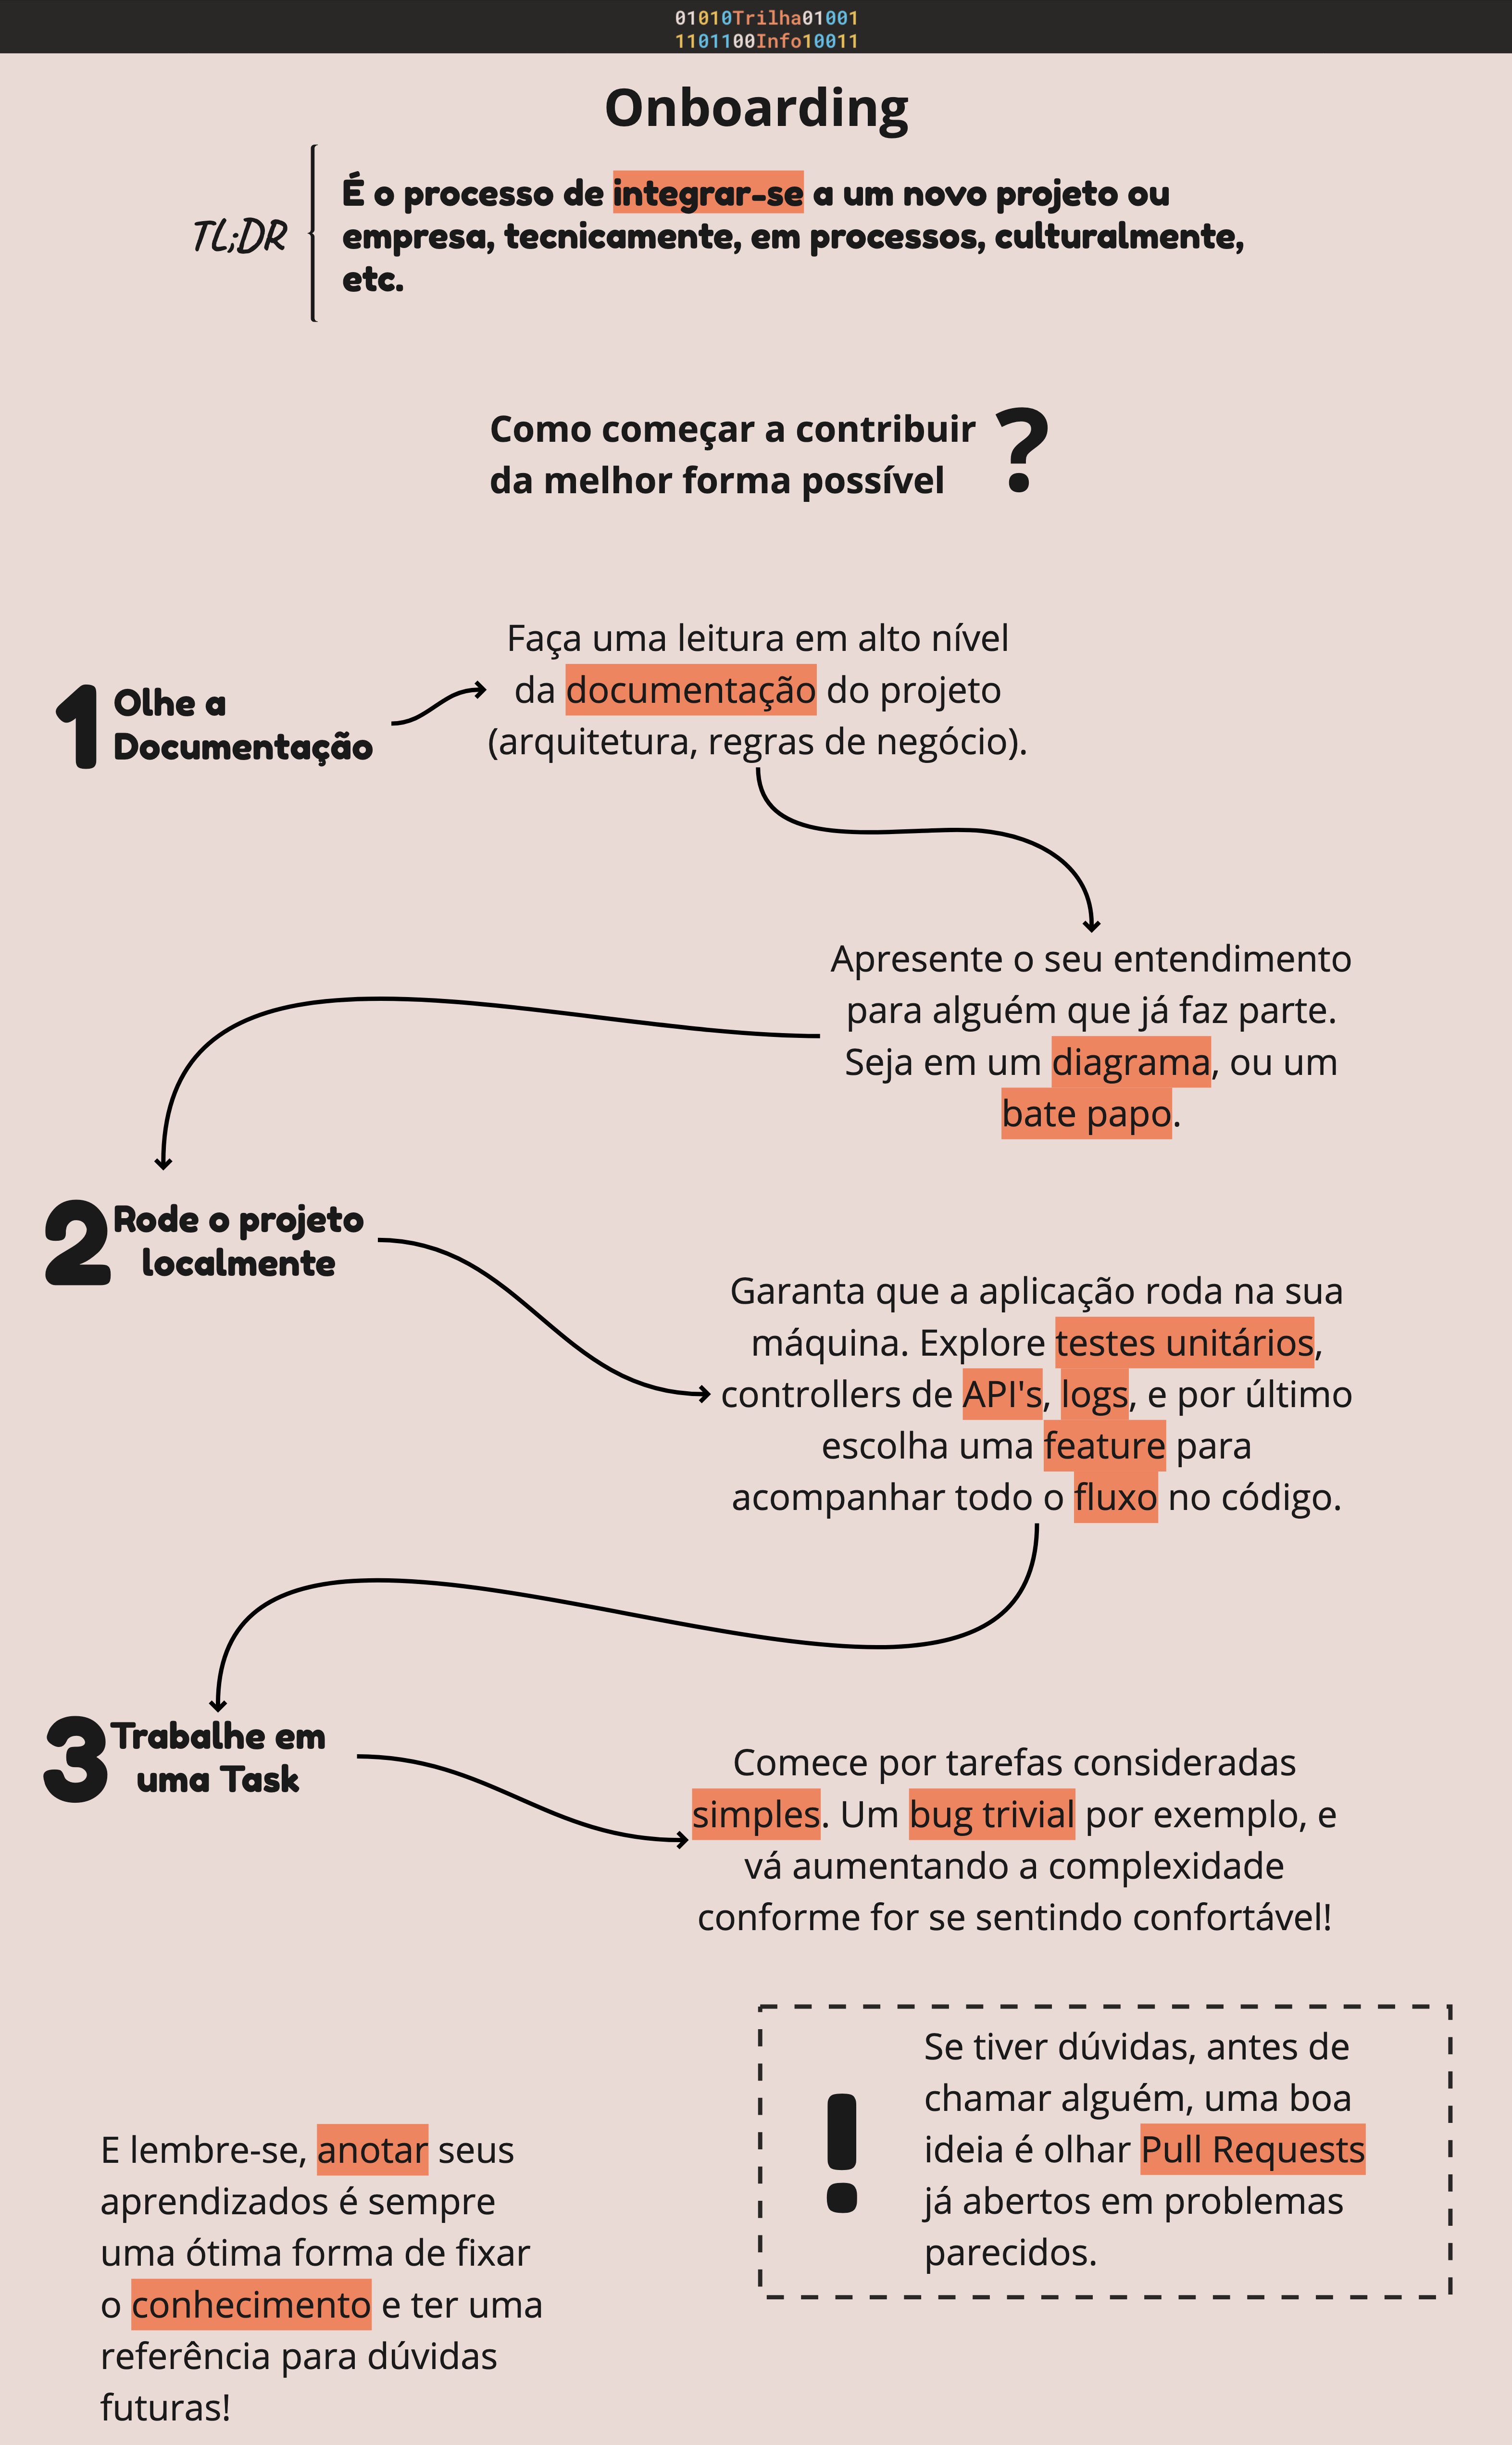 01010Trilha01001
1101100Info10011
Onboarding
TL;DR
É o processo de integrar-se a um novo projeto ou
empresa, tecnicamente, em processos, culturalmente,
etc.
Como começar a contribuir
da melhor forma possível
?
1
Olhe a
Documentação
Faça uma leitura em alto nível
da documentação do projeto
(arquitetura, regras de negócio).
Apresente o seu entendimento
para alguém que já faz parte.
Seja em um diagrama, ou um
bate papo.
2
Rode o projeto
localmente
Garanta que a aplicação roda na sua
máquina. Explore testes unitários,
controllers de API's, logs, e por último
escolha uma feature para
acompanhar todo o fluxo no código.
3
Trabalhe em
uma Task
Comece por tarefas consideradas
simples. Um bug trivial por exemplo, e
vá aumentando a complexidade
conforme for se sentindo confortável!
!
Se tiver dúvidas, antes de
chamar alguém, uma boa
ideia é olhar Pull Requests
já abertos em problemas
parecidos.
E lembre-se, anotar seus
aprendizados é sempre
uma ótima forma de fixar
o conhecimento e ter uma
referência para dúvidas
futuras!